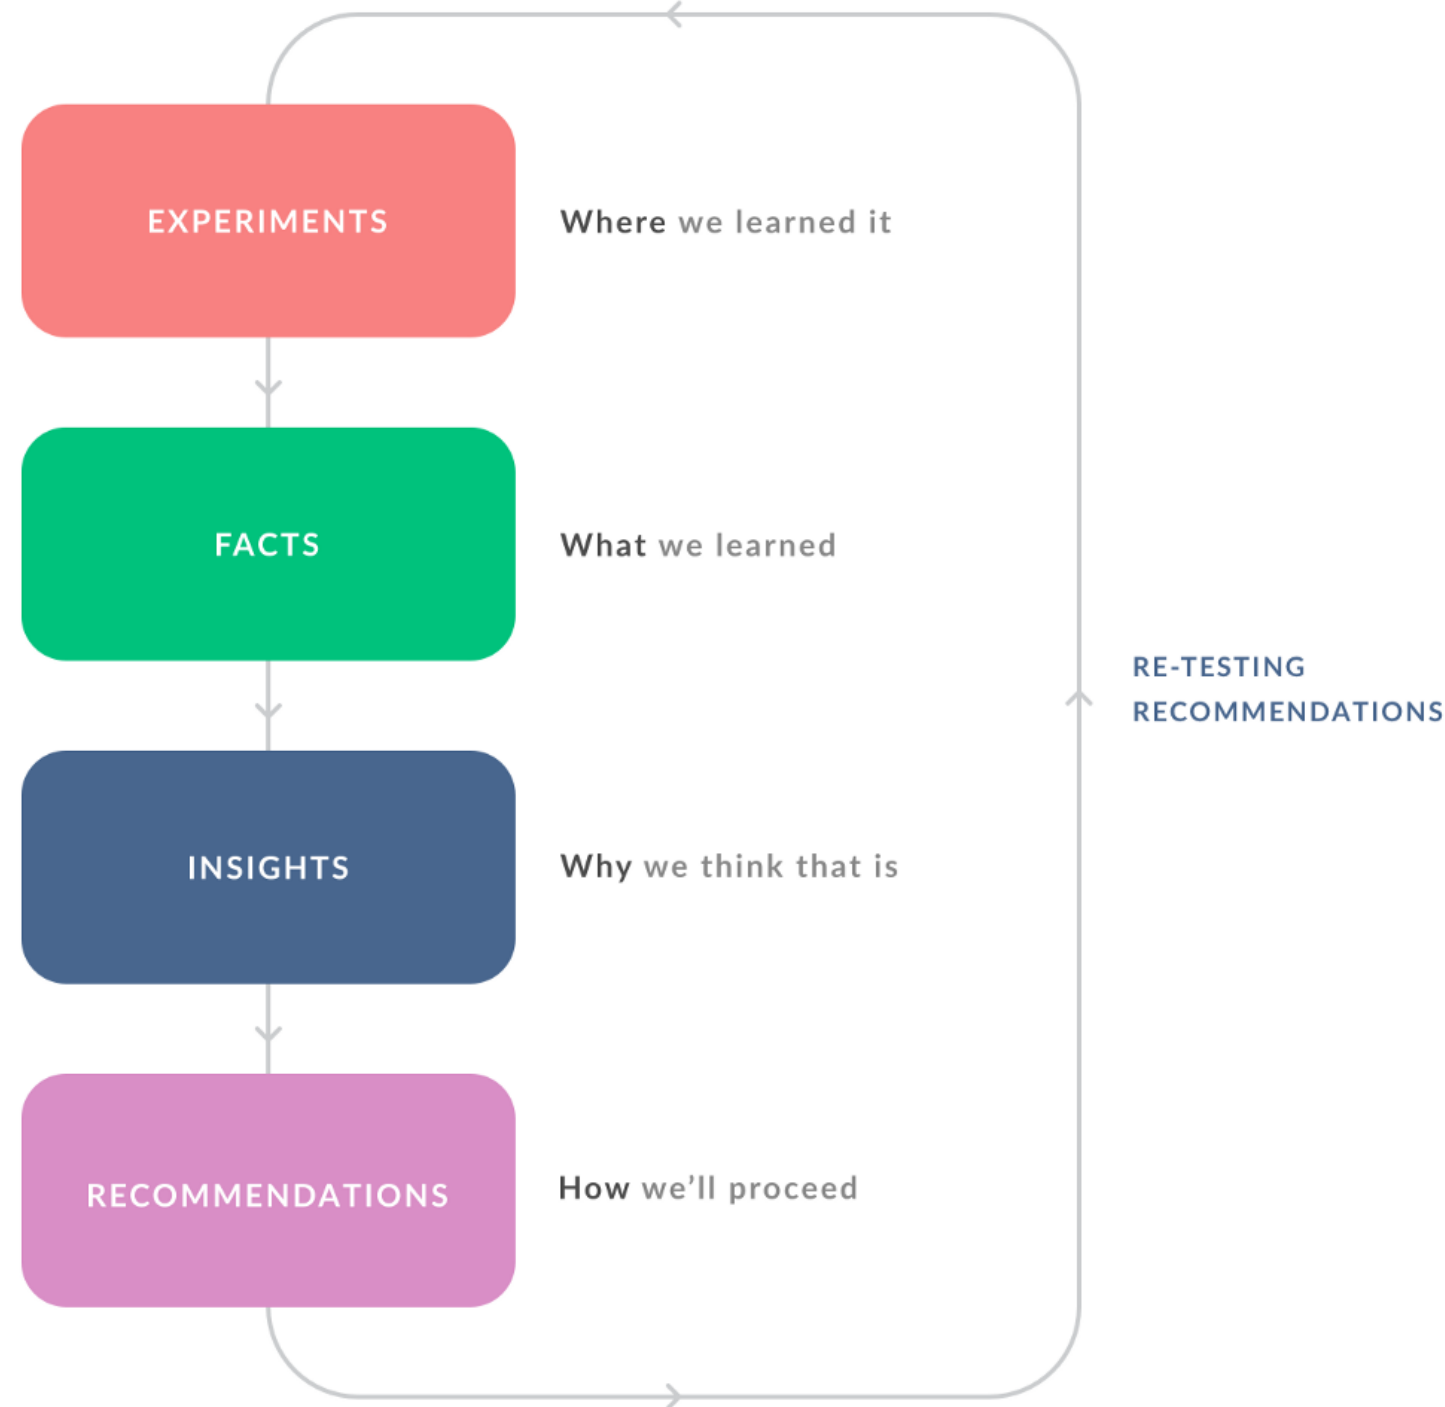 EXPERIMENTS
Where we learned it
FACTS
What we learned
RE-TESTING
RECOMMENDATIONS
INSIGHTS
Why we think that is
RECOMMENDATIONS
How we’ll proceed